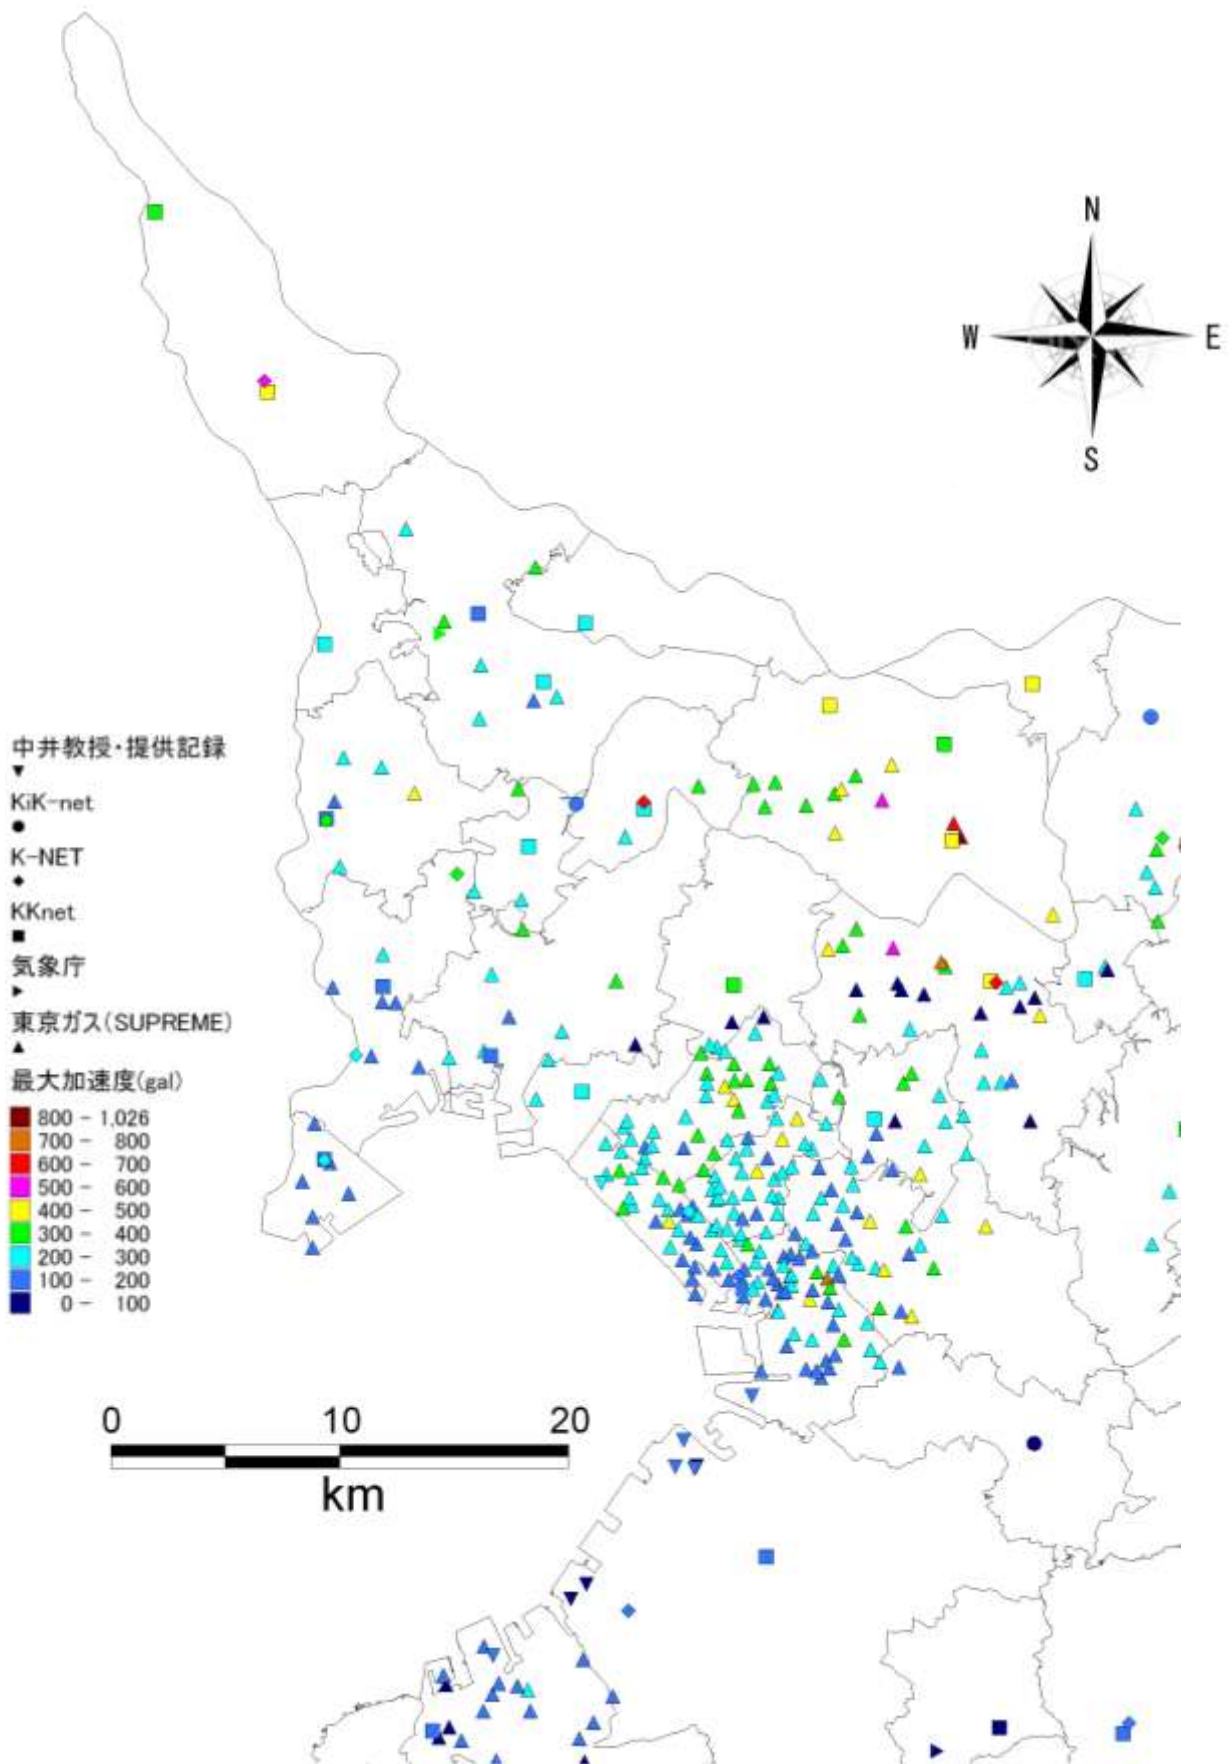 N
W
E
S
中井教授・提供記録
KiK-net
K-NET
KKnet
気象庁
東京ガス(SUPREME)
最大加速度(gal)
800 - 1,026
700 - 800
600 - 700
500 - 600
400 - 500
300 - 400
200 - 300
100 - 200
0 - 100
0 10 20
km